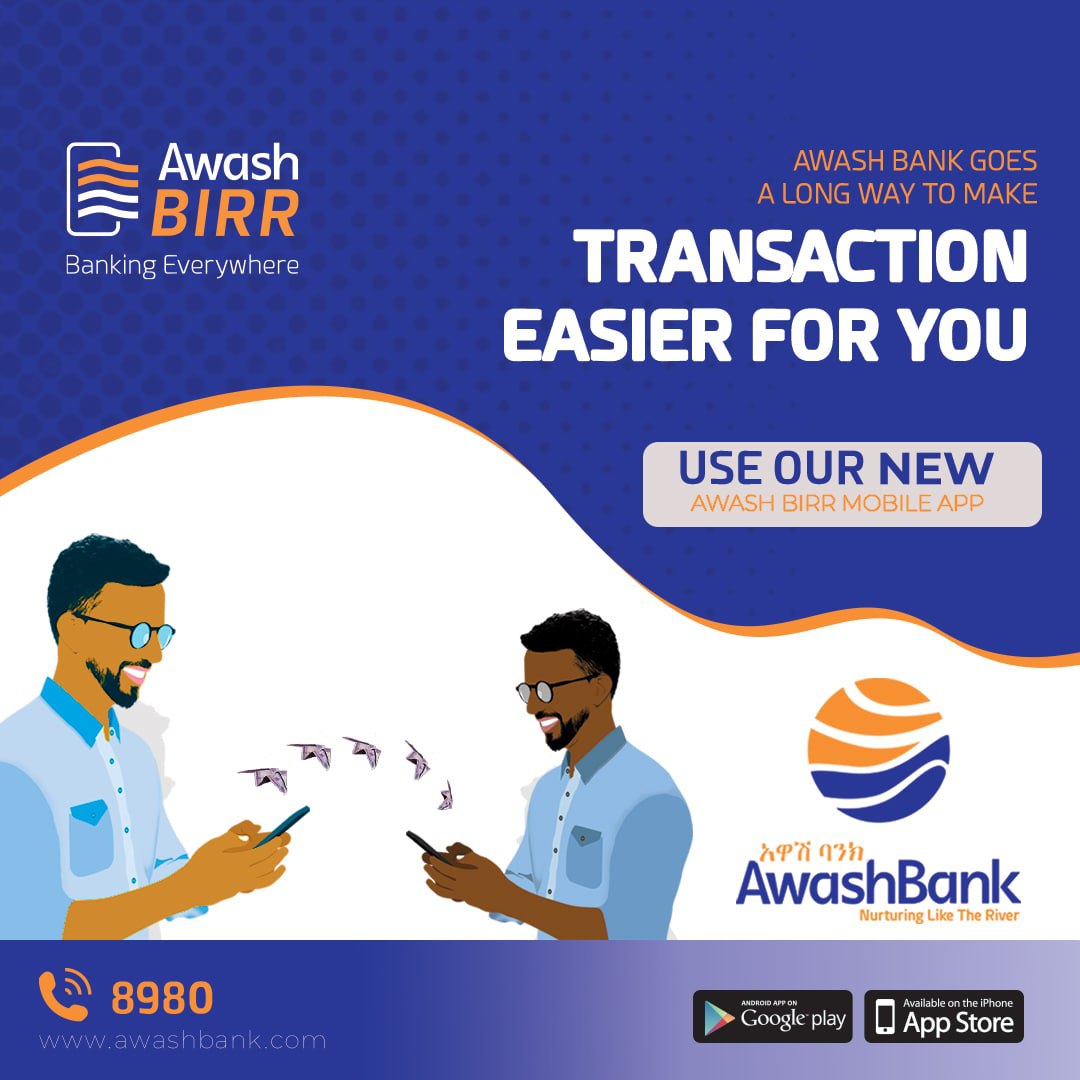 Awash
BIRR
Banking Everywhere
AWASH BANK GOES
A LONG WAY TO MAKE
TRANSACTION
EASIER FOR YOU
USE OUR NEW
AWASH BIRR MOBILE APP
አዋሽ ባንክ
AwashBank
Nurturing Like The River
8980
www.awashbank.com
ANDROID APP ON
Google play
Available on the iPhone
App Store